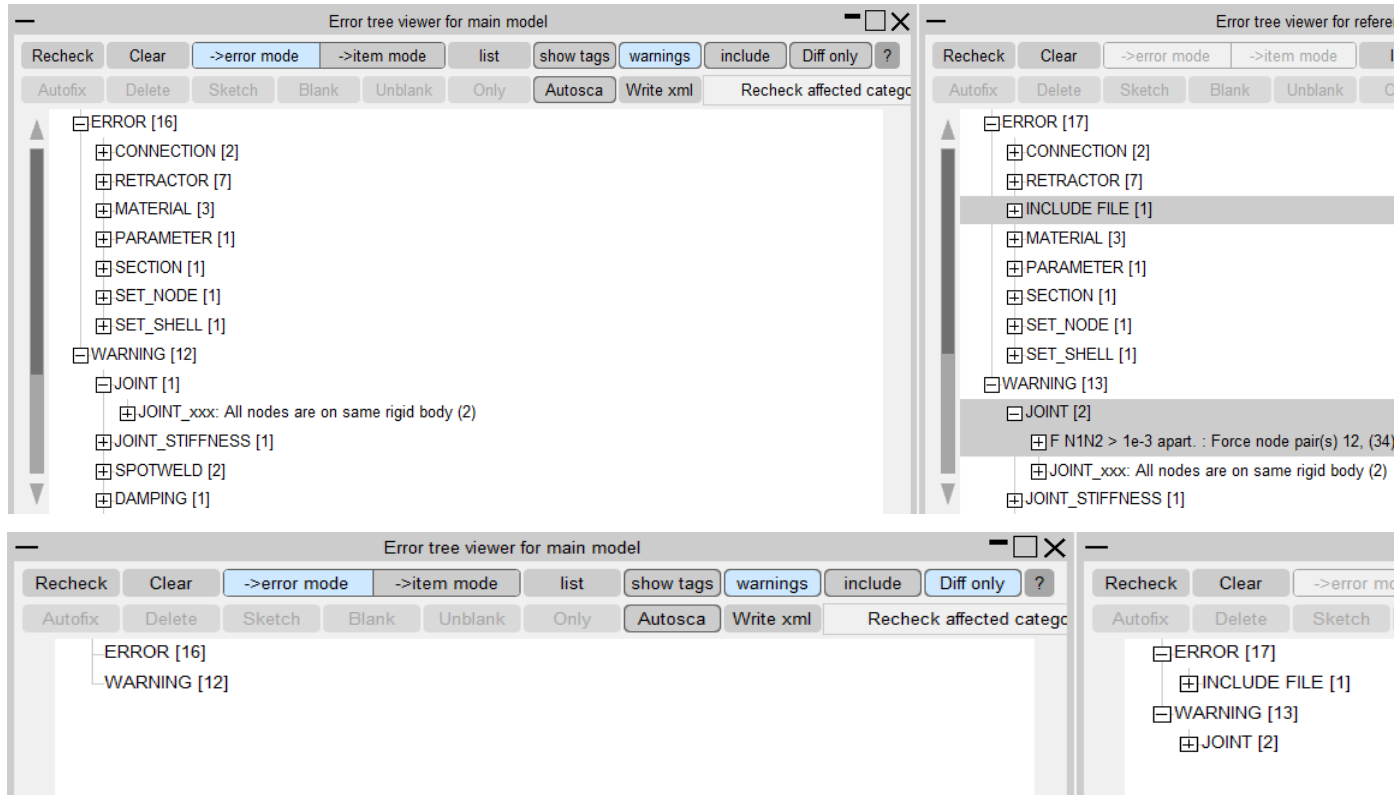 Error tree viewer for main model
Recheck Clear ->error mode ->item mode list show tags warnings include Diff only ?
Autofix Delete Sketch Blank Unblank Only Autosca Write xml Recheck affected catego
ERROR [16]
CONNECTION [2]
RETRACTOR [7]
MATERIAL [3]
PARAMETER [1]
SECTION [1]
SET_NODE [1]
SET_SHELL [1]
WARNING [12]
JOINT [1]
JOINT_xxx: All nodes are on same rigid body (2)
JOINT_STIFFNESS [1]
SPOTWELD [2]
DAMPING [1]
Error tree viewer for refere
Recheck Clear ->error mode ->item mode
Autofix Delete Sketch Blank Unblank
ERROR [17]
CONNECTION [2]
RETRACTOR [7]
INCLUDE FILE [1]
MATERIAL [3]
PARAMETER [1]
SECTION [1]
SET_NODE [1]
SET_SHELL [1]
WARNING [13]
JOINT [2]
F N1N2 > 1e-3 apart. : Force node pair(s) 12, (34)
JOINT_xxx: All nodes are on same rigid body (2)
JOINT_STIFFNESS [1]
Error tree viewer for main model
Recheck Clear ->error mode ->item mode list show tags warnings include Diff only ?
Autofix Delete Sketch Blank Unblank Only Autosca Write xml Recheck affected catego
ERROR [16]
WARNING [12]
Recheck Clear ->error mo
Autofix Delete Sketch
ERROR [17]
INCLUDE FILE [1]
WARNING [13]
JOINT [2]